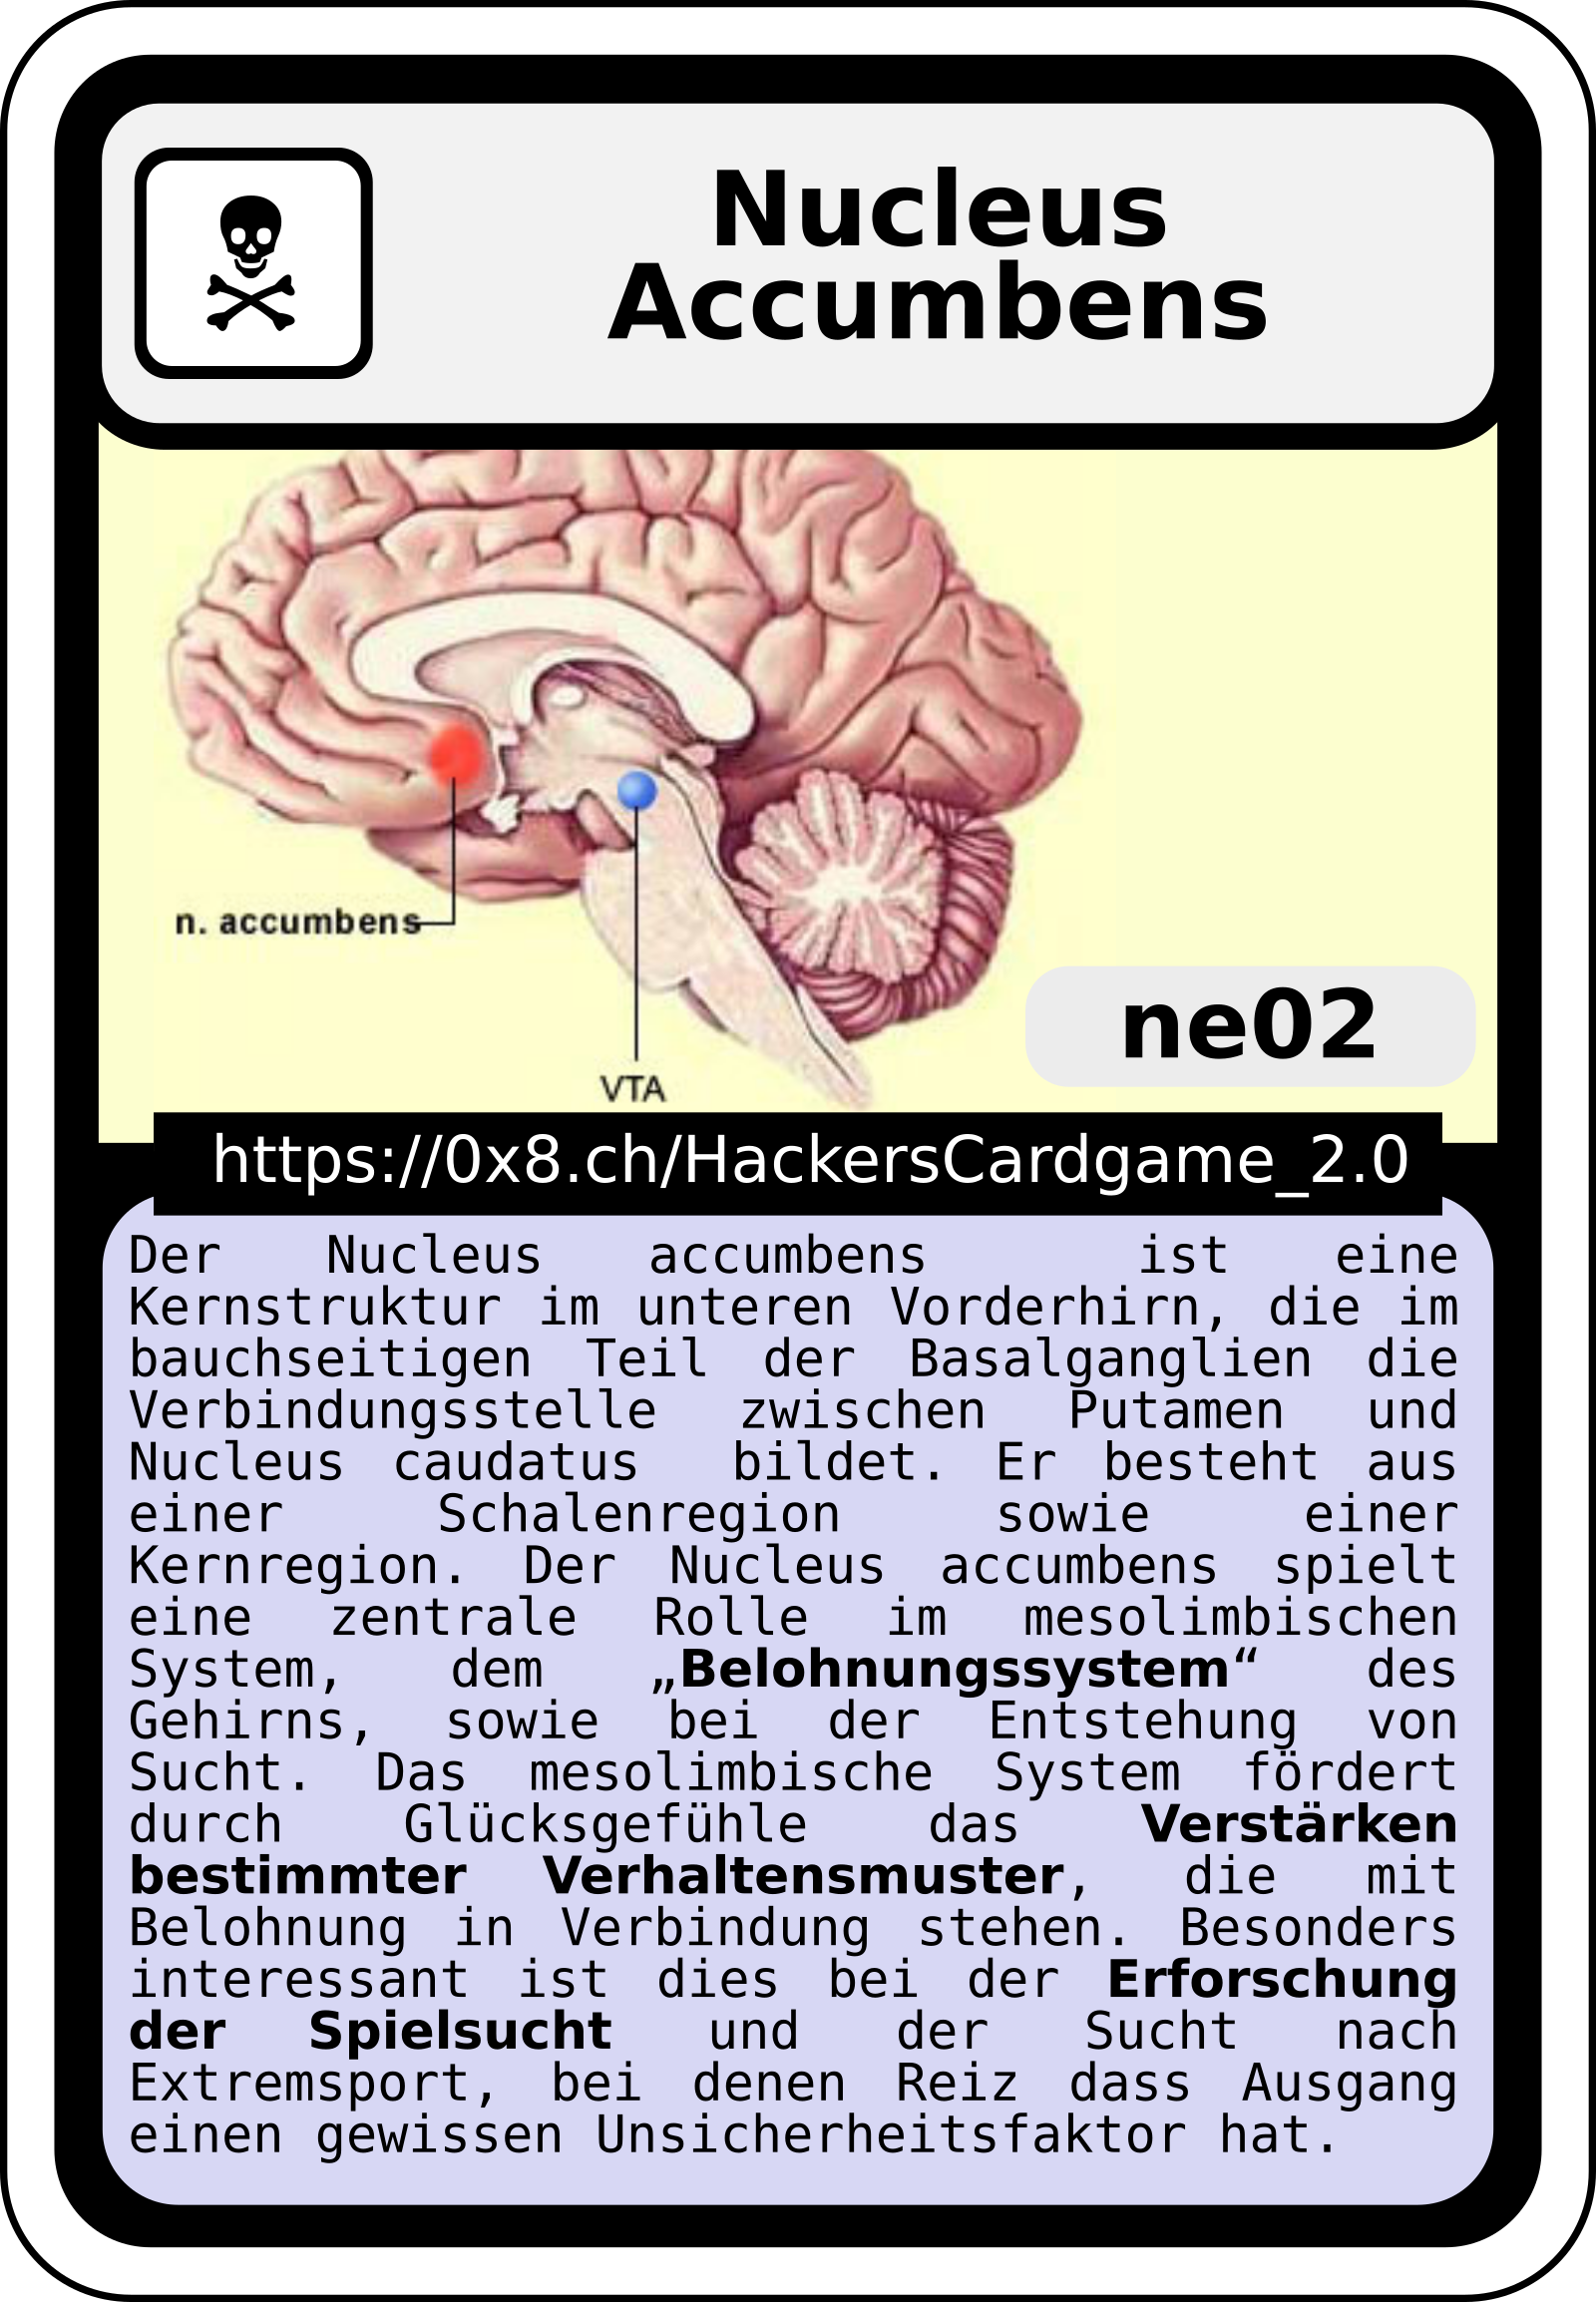 Nucleus
Accumbens
n. accumbens
VTA
ne02
https://0x8.ch/HackersCardgame_2.0
Der Nucleus accumbens ist eine
Kernstruktur im unteren Vorderhirn, die im
bauchseitigen Teil der Basalganglien die
Verbindungsstelle zwischen Putamen und
Nucleus caudatus bildet. Er besteht aus
einer Schalenregion sowie einer
Kernregion. Der Nucleus accumbens spielt
eine zentrale Rolle im mesolimbischen
System, dem „Belohnungssystem“ des
Gehirns, sowie bei der Entstehung von
Sucht. Das mesolimbische System fördert
durch Glücksgefühle das Verstärken
bestimmter Verhaltensmuster, die mit
Belohnung in Verbindung stehen. Besonders
interessant ist dies bei der Erforschung
der Spielsucht und der Sucht nach
Extremsport, bei denen Reiz dass Ausgang
einen gewissen Unsicherheitsfaktor hat.